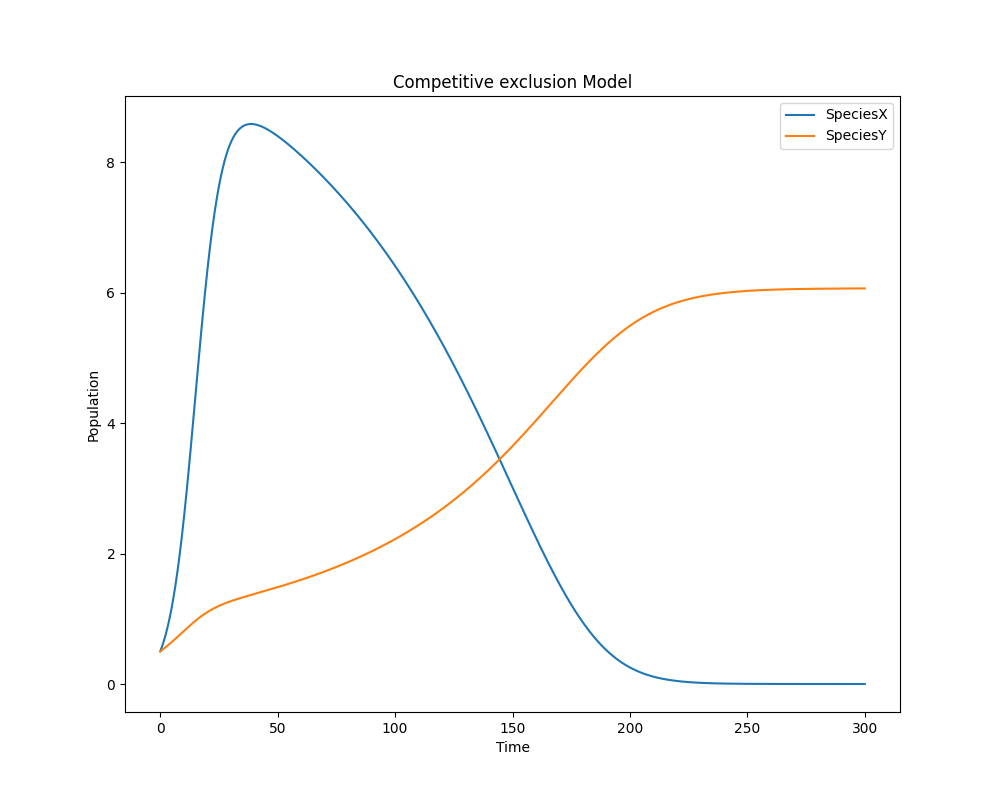 Competitive exclusion Model
SpeciesX
SpeciesY
8
6
4
2
0
Population
0 50 100 150 200 250 300
Time